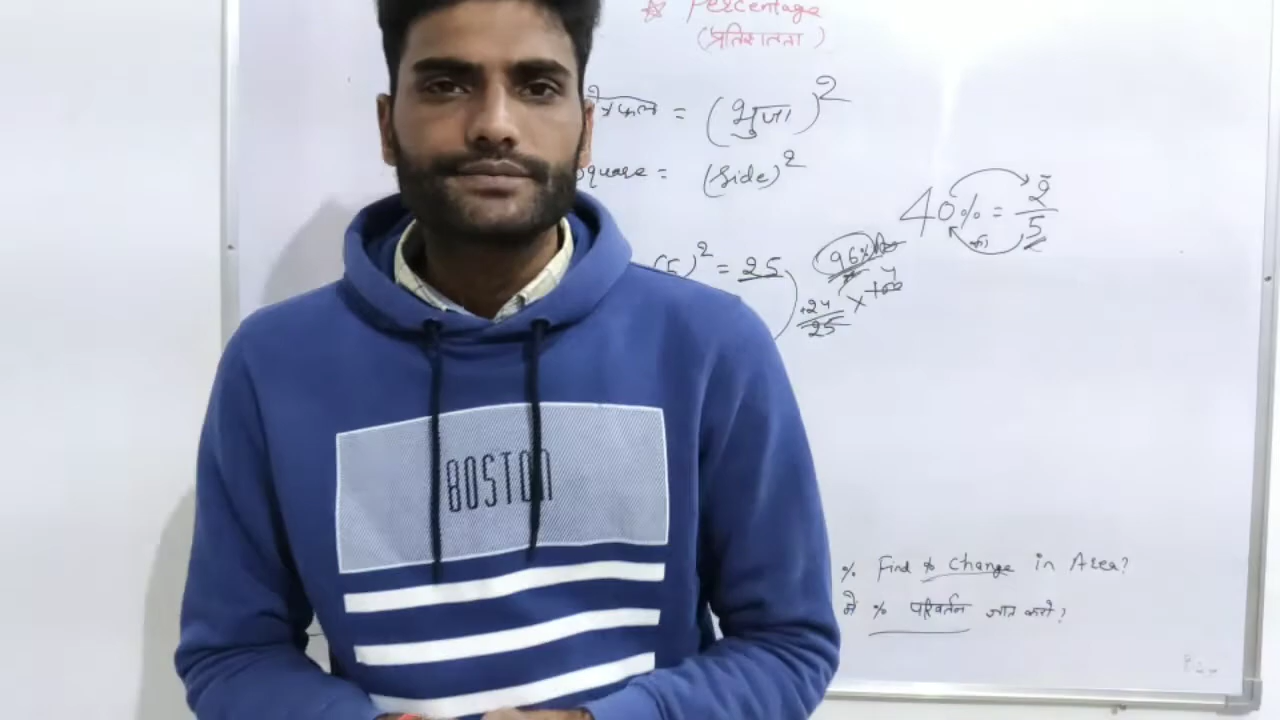 ☆ Percentage
(प्रतिशतता)
= (भुजा)²
Square = (Side)²
40% = 2/5
का
(5)² = 25
96%
+24/25 × 100
BOSTON
% Find % Change in Area?
में % परिवर्तन ज्ञात करो?